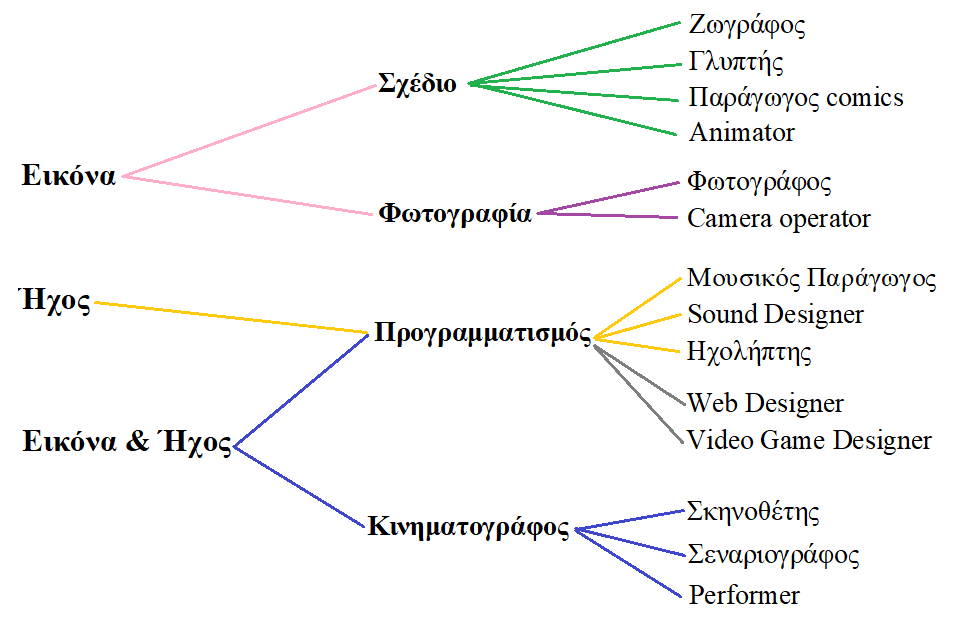 Ζωγράφος
Γλυπτής
Σχέδιο
Παράγωγος comics
Animator
Εικόνα
Φωτογράφος
Φωτογραφία
Camera operator
Μουσικός Παράγωγος
Ήχος
Sound Designer
Προγραμματισμός
Ηχολήπτης
Web Designer
Εικόνα & Ήχος
Video Game Designer
Σκηνοθέτης
Κινηματογράφος
Σεναριογράφος
Performer